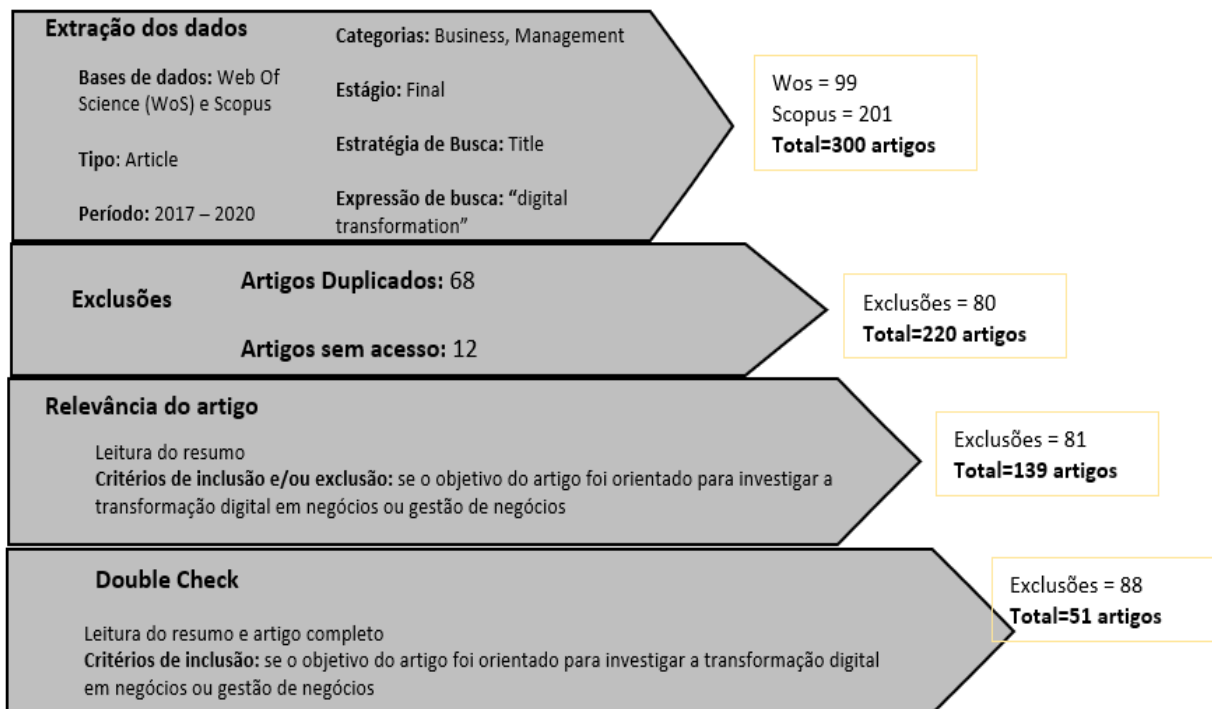 Extração dos dados
Bases de dados: Web Of
Science (WoS) e Scopus
Tipo: Article
Período: 2017 – 2020
Categorias: Business, Management
Estágio: Final
Estratégia de Busca: Title
Expressão de busca: “digital
transformation”
Wos = 99
Scopus = 201
Total=300 artigos
Exclusões
Artigos Duplicados: 68
Artigos sem acesso: 12
Exclusões = 80
Total=220 artigos
Relevância do artigo
Leitura do resumo
Critérios de inclusão e/ou exclusão: se o objetivo do artigo foi orientado para investigar a
transformação digital em negócios ou gestão de negócios
Exclusões = 81
Total=139 artigos
Double Check
Leitura do resumo e artigo completo
Critérios de inclusão: se o objetivo do artigo foi orientado para investigar a transformação digital
em negócios ou gestão de negócios
Exclusões = 88
Total=51 artigos